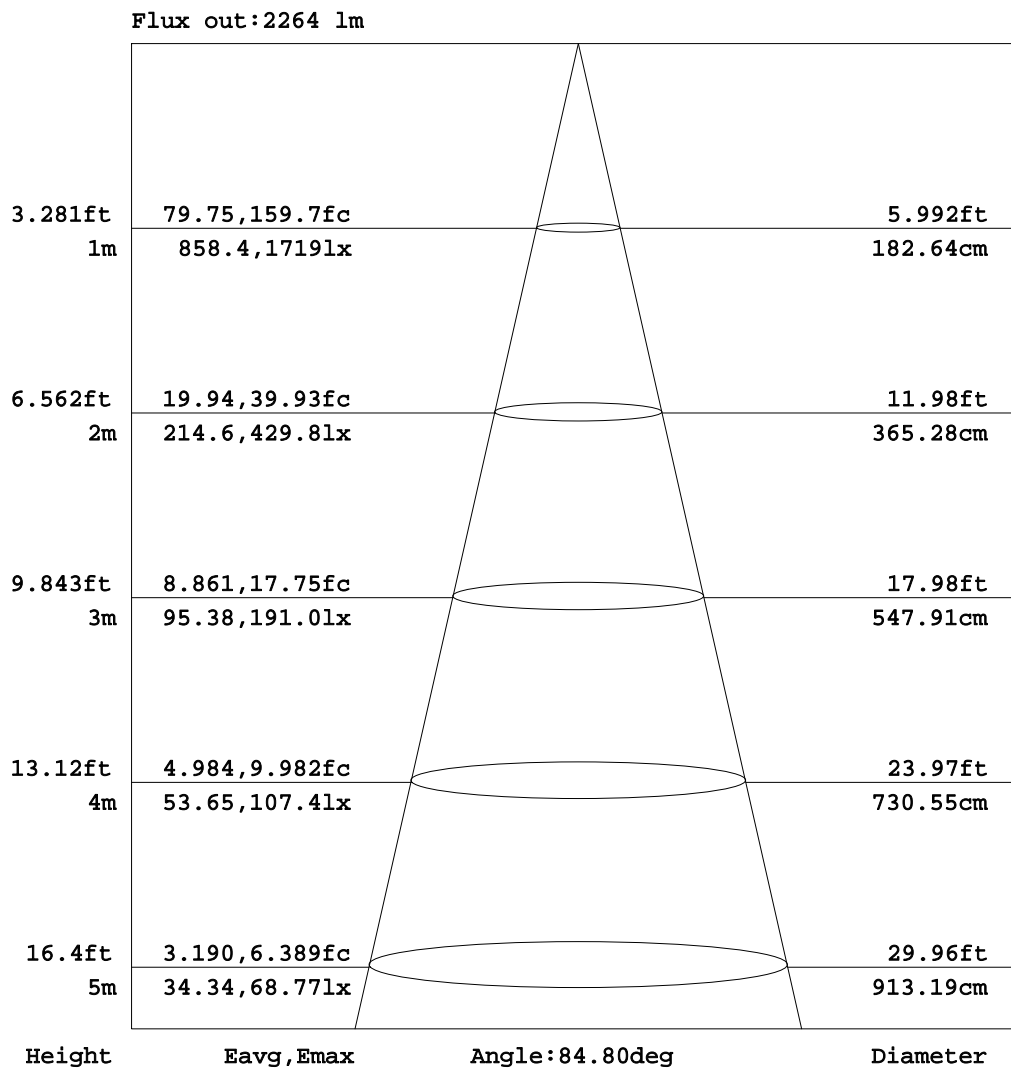 Flux out:2264 lm
3.281ft 79.75,159.7fc 5.992ft
1m 858.4,1719lx 182.64cm
6.562ft 19.94,39.93fc 11.98ft
2m 214.6,429.8lx 365.28cm
9.843ft 8.861,17.75fc 17.98ft
3m 95.38,191.0lx 547.91cm
13.12ft 4.984,9.982fc 23.97ft
4m 53.65,107.4lx 730.55cm
16.4ft 3.190,6.389fc 29.96ft
5m 34.34,68.77lx 913.19cm
Height Eavg,Emax Angle:84.80deg Diameter